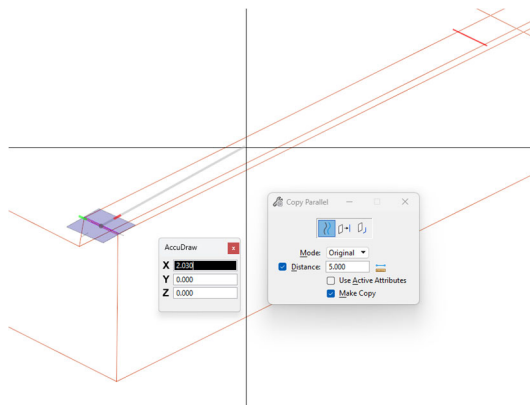 Copy Parallel
Mode: Original
Distance: 5.000
Use Active Attributes
Make Copy
AccuDraw
X 2.030
Y 0.000
Z 0.000